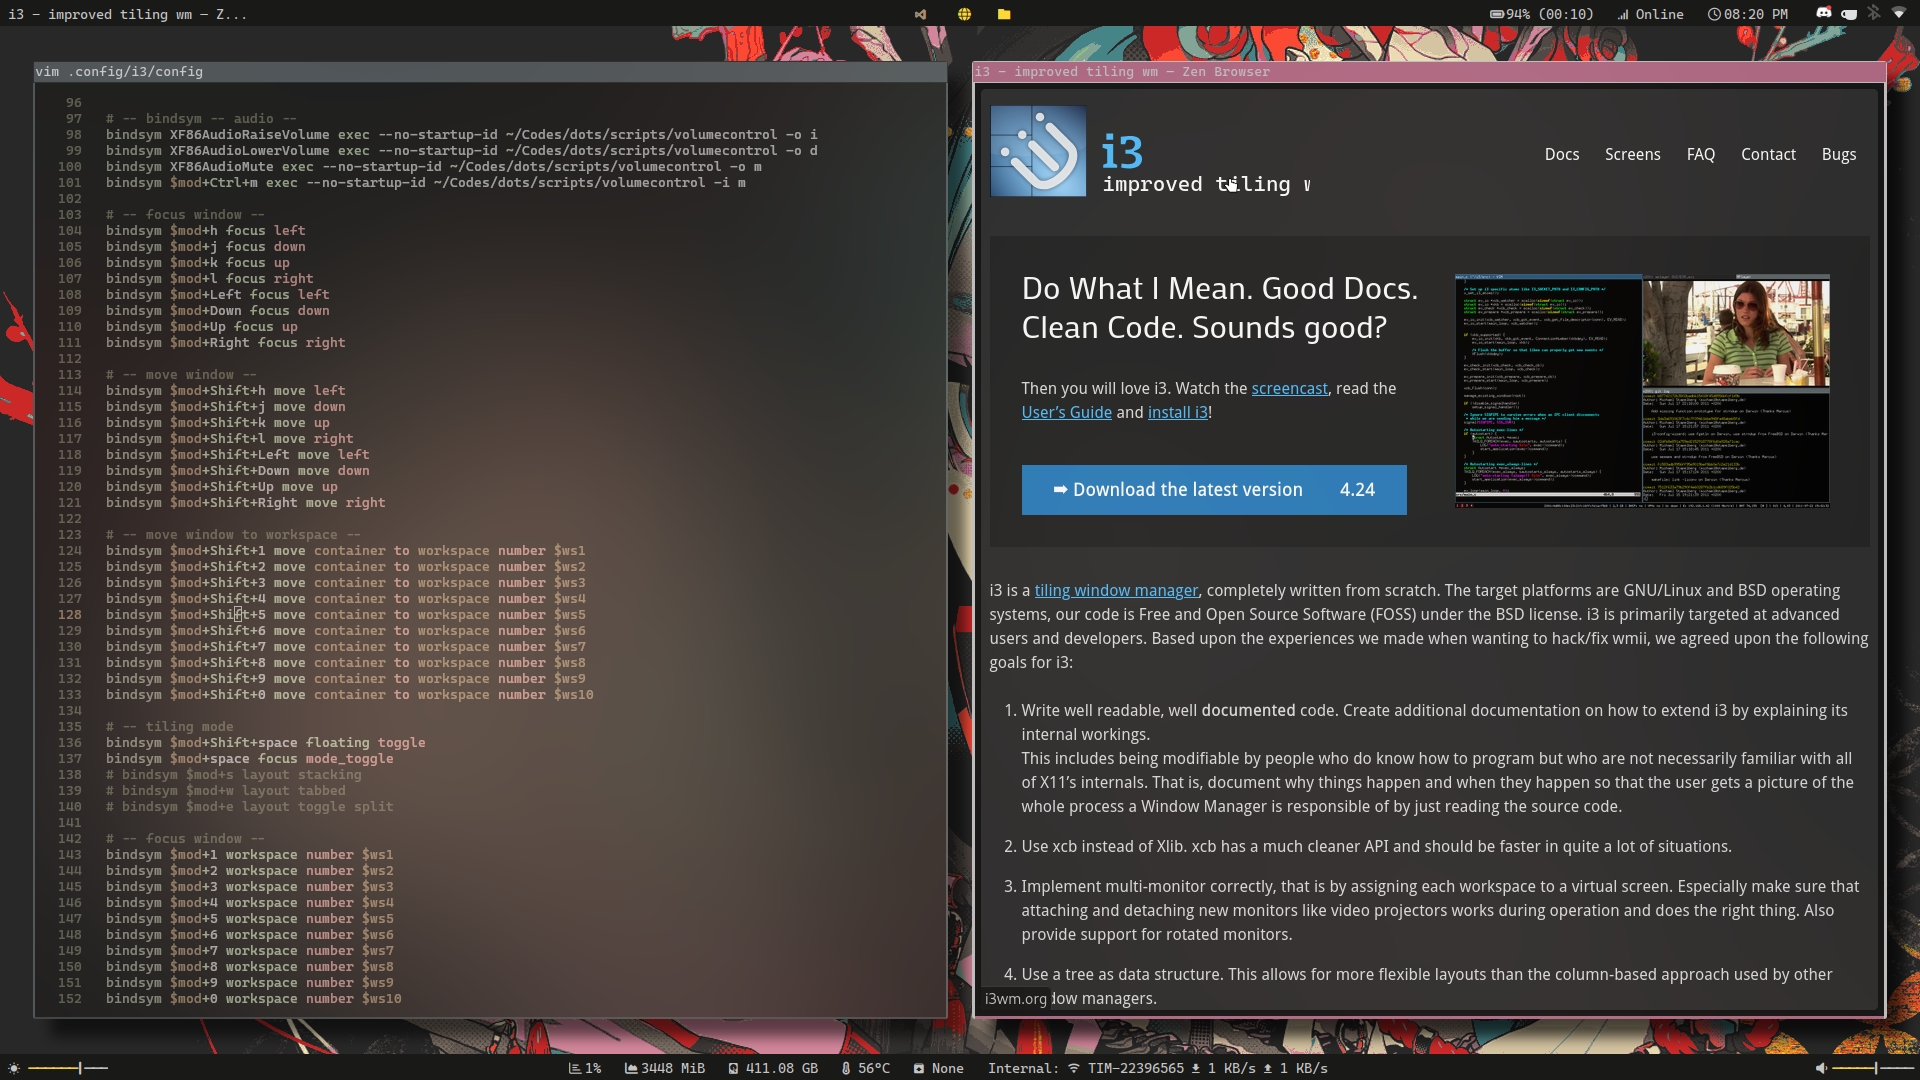 i3 – improved tiling wm — Z...
94% (00:10)
Online
08:20 PM
vim .config/i3/config
96
97 # -- bindsym -- audio --
98 bindsym XF86AudioRaiseVolume exec --no-startup-id ~/Codes/dots/scripts/volumecontrol -o i
99 bindsym XF86AudioLowerVolume exec --no-startup-id ~/Codes/dots/scripts/volumecontrol -o d
100 bindsym XF86AudioMute exec --no-startup-id ~/Codes/dots/scripts/volumecontrol -o m
101 bindsym $mod+Ctrl+m exec --no-startup-id ~/Codes/dots/scripts/volumecontrol -i m
102
103 # -- focus window --
104 bindsym $mod+h focus left
105 bindsym $mod+j focus down
106 bindsym $mod+k focus up
107 bindsym $mod+l focus right
108 bindsym $mod+Left focus left
109 bindsym $mod+Down focus down
110 bindsym $mod+Up focus up
111 bindsym $mod+Right focus right
112
113 # -- move window --
114 bindsym $mod+Shift+h move left
115 bindsym $mod+Shift+j move down
116 bindsym $mod+Shift+k move up
117 bindsym $mod+Shift+l move right
118 bindsym $mod+Shift+Left move left
119 bindsym $mod+Shift+Down move down
120 bindsym $mod+Shift+Up move up
121 bindsym $mod+Shift+Right move right
122
123 # -- move window to workspace --
124 bindsym $mod+Shift+1 move container to workspace number $ws1
125 bindsym $mod+Shift+2 move container to workspace number $ws2
126 bindsym $mod+Shift+3 move container to workspace number $ws3
127 bindsym $mod+Shift+4 move container to workspace number $ws4
128 bindsym $mod+Shift+5 move container to workspace number $ws5
129 bindsym $mod+Shift+6 move container to workspace number $ws6
130 bindsym $mod+Shift+7 move container to workspace number $ws7
131 bindsym $mod+Shift+8 move container to workspace number $ws8
132 bindsym $mod+Shift+9 move container to workspace number $ws9
133 bindsym $mod+Shift+0 move container to workspace number $ws10
134
135 # -- tiling mode
136 bindsym $mod+Shift+space floating toggle
137 bindsym $mod+space focus mode_toggle
138 # bindsym $mod+s layout stacking
139 # bindsym $mod+w layout tabbed
140 # bindsym $mod+e layout toggle split
141
142 # -- focus window --
143 bindsym $mod+1 workspace number $ws1
144 bindsym $mod+2 workspace number $ws2
145 bindsym $mod+3 workspace number $ws3
146 bindsym $mod+4 workspace number $ws4
147 bindsym $mod+5 workspace number $ws5
148 bindsym $mod+6 workspace number $ws6
149 bindsym $mod+7 workspace number $ws7
150 bindsym $mod+8 workspace number $ws8
151 bindsym $mod+9 workspace number $ws9
152 bindsym $mod+0 workspace number $ws10
i3 – improved tiling wm — Zen Browser
i3
improved tiling
Docs Screens FAQ Contact Bugs
Do What I Mean. Good Docs.
Clean Code. Sounds good?
Then you will love i3. Watch the screencast, read the
User’s Guide and install i3!
➡ Download the latest version 4.24
i3 is a tiling window manager, completely written from scratch. The target platforms are GNU/Linux and BSD operating
systems, our code is Free and Open Source Software (FOSS) under the BSD license. i3 is primarily targeted at advanced
users and developers. Based upon the experiences we made when wanting to hack/fix wmii, we agreed upon the following
goals for i3:
1. Write well readable, well documented code. Create additional documentation on how to extend i3 by explaining its
internal workings.
This includes being modifiable by people who do know how to program but who are not necessarily familiar with all
of X11’s internals. That is, document why things happen and when they happen so that the user gets a picture of the
whole process a Window Manager is responsible of by just reading the source code.
2. Use xcb instead of Xlib. xcb has a much cleaner API and should be faster in quite a lot of situations.
3. Implement multi-monitor correctly, that is by assigning each workspace to a virtual screen. Especially make sure that
attaching and detaching new monitors like video projectors works during operation and does the right thing. Also
provide support for rotated monitors.
4. Use a tree as data structure. This allows for more flexible layouts than the column-based approach used by other
dow managers.
i3wm.org
1% 3448 MiB 411.08 GB 56°C None Internal: TIM-22396565 1 KB/s 1 KB/s